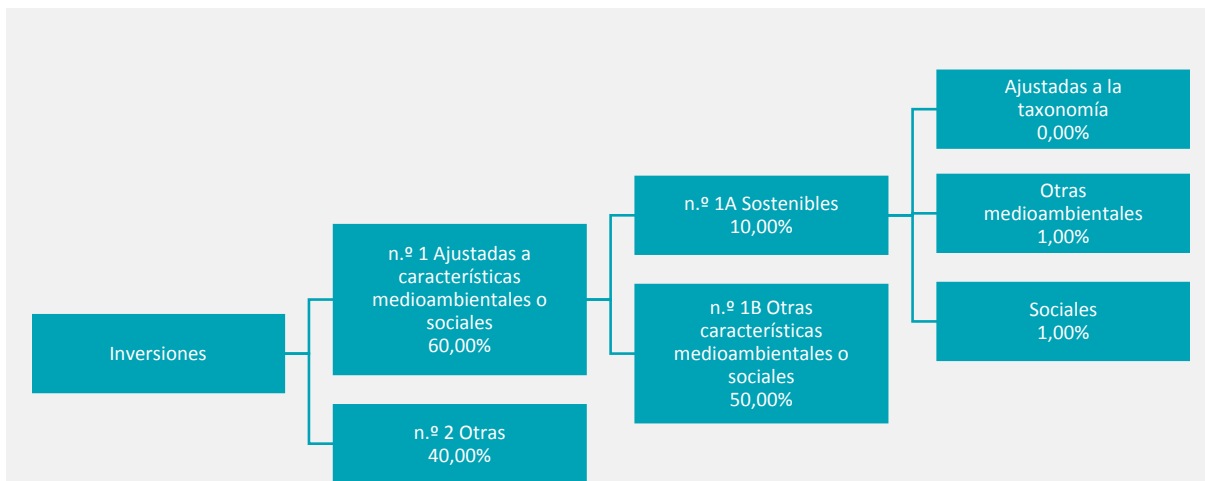 Inversiones
n.º 1 Ajustadas a
características
medioambientales o
sociales
60,00%
n.º 2 Otras
40,00%
n.º 1A Sostenibles
10,00%
n.º 1B Otras
características
medioambientales o
sociales
50,00%
Ajustadas a la
taxonomía
0,00%
Otras
medioambientales
1,00%
Sociales
1,00%